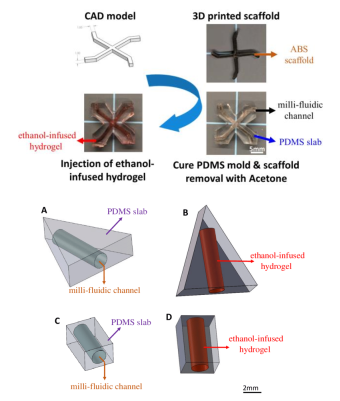 CAD model
3D printed scaffold
ABS
scaffold
milli-fluidic
channel
ethanol-infused
hydrogel
PDMS slab
5mm
Injection of ethanol-
infused hydrogel
Cure PDMS mold & scaffold
removal with Acetone
A
PDMS slab
milli-fluidic channel
B
ethanol-infused
hydrogel
C
PDMS slab
milli-fluidic channel
D
ethanol-infused
hydrogel
2mm